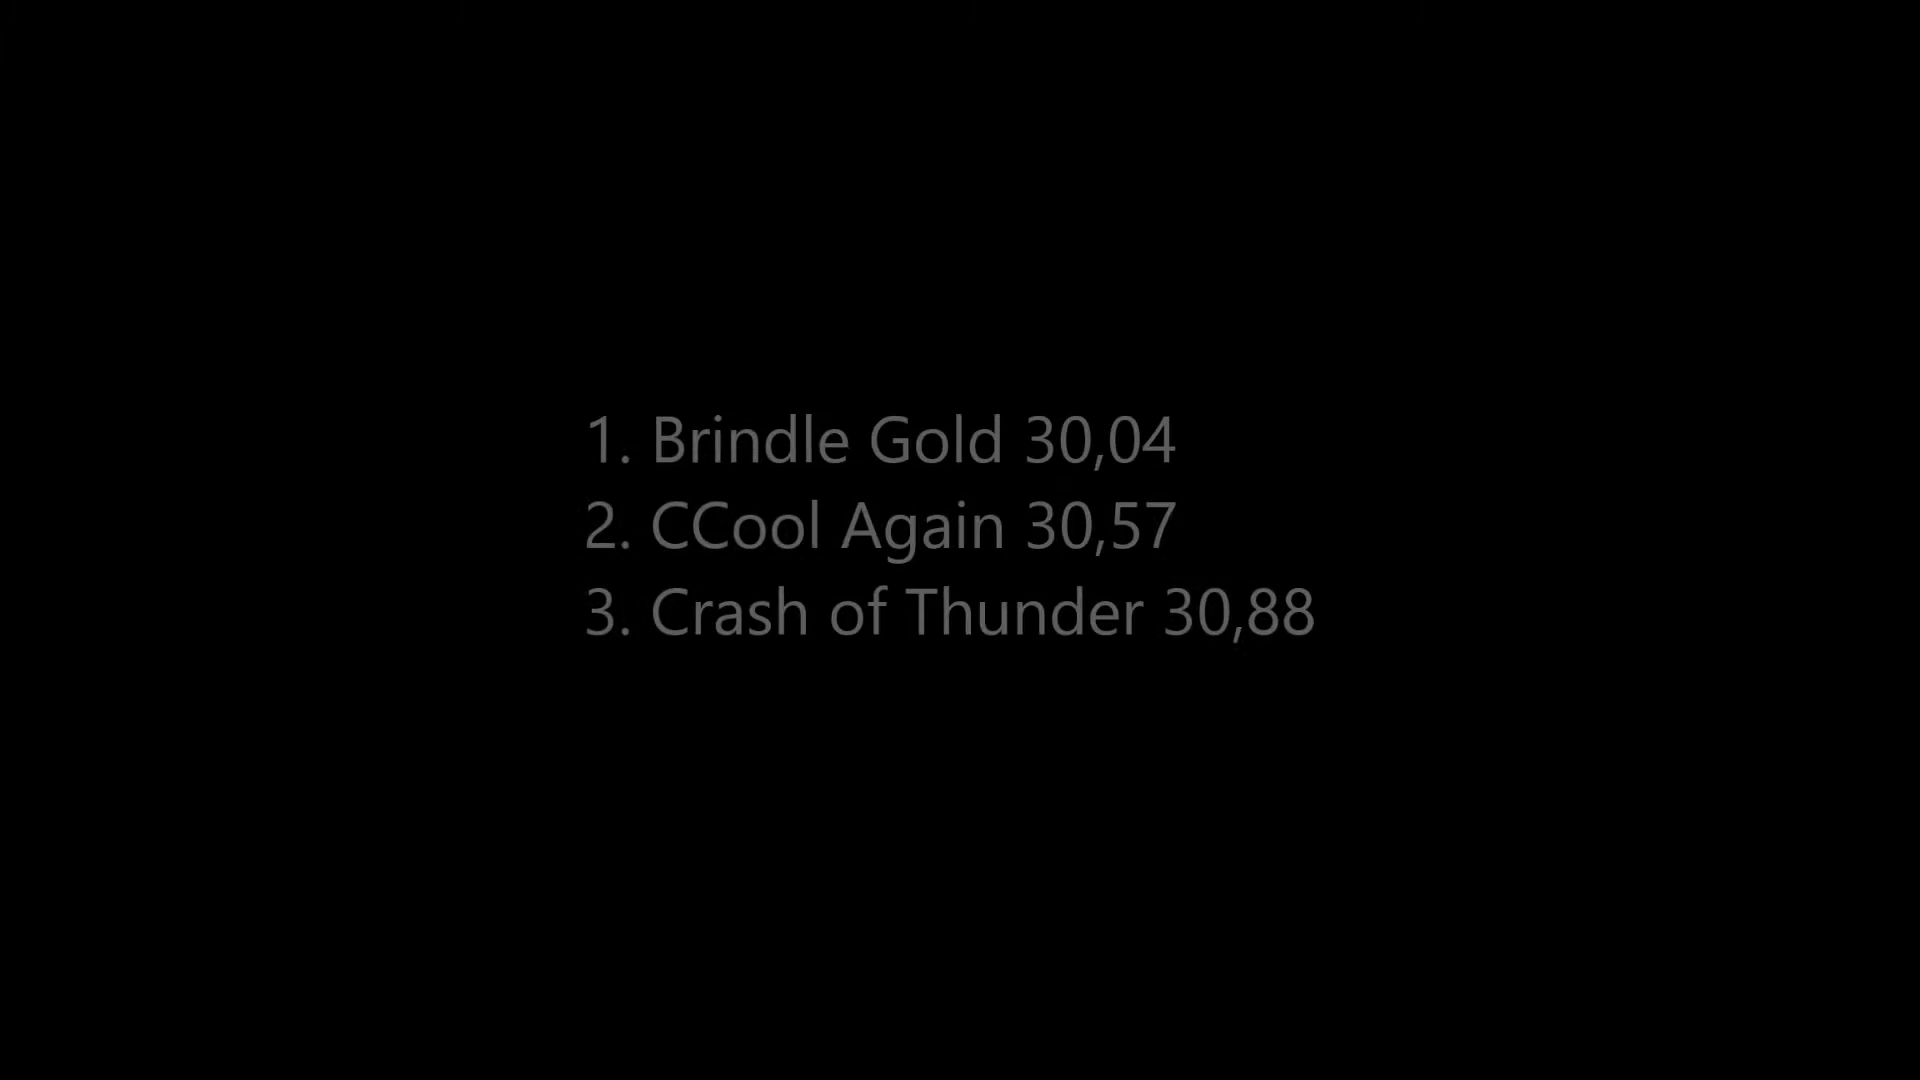 1. Brindle Gold 30,04
2. CCool Again 30,57
3. Crash of Thunder 30,88